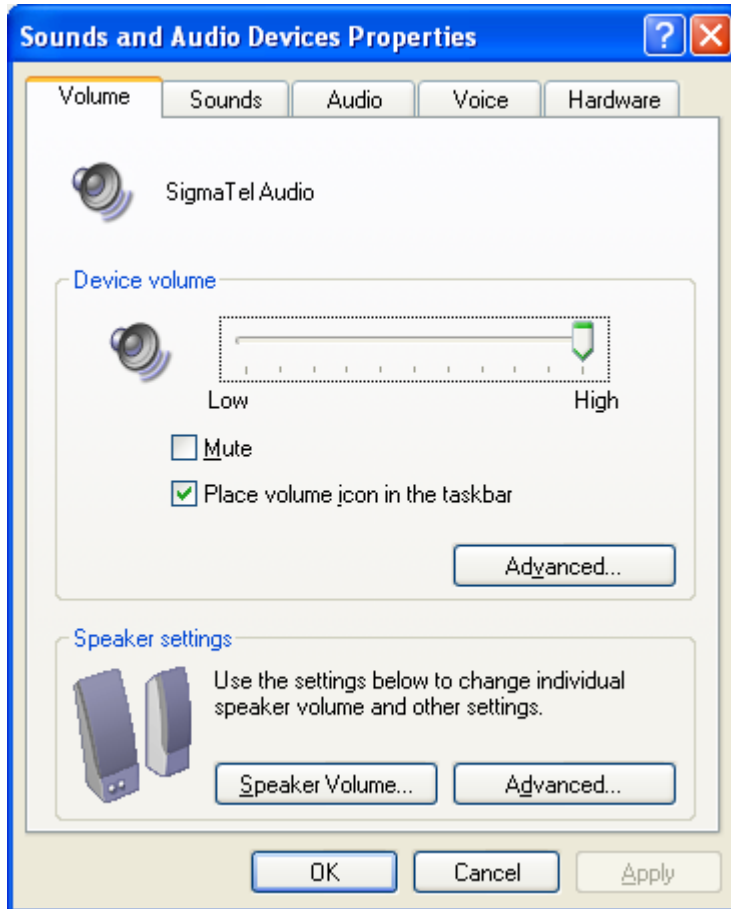 Sounds and Audio Devices Properties
?
Volume Sounds Audio Voice Hardware
SigmaTel Audio
Device volume
Low High
Mute
Place volume icon in the taskbar
Advanced...
Speaker settings
Use the settings below to change individual
speaker volume and other settings.
Speaker Volume... Advanced...
OK Cancel Apply